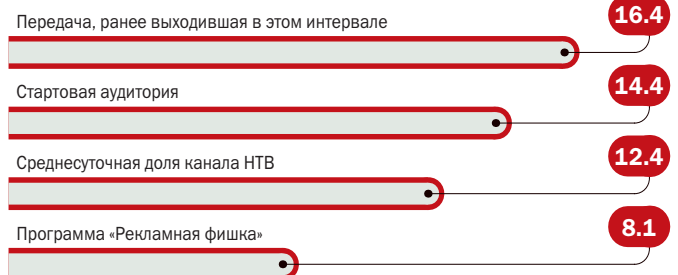 Передача, ранее выходившая в этом интервале
16.4
Стартовая аудитория
14.4
Среднесуточная доля канала НТВ
12.4
Программа «Рекламная фишка»
8.1